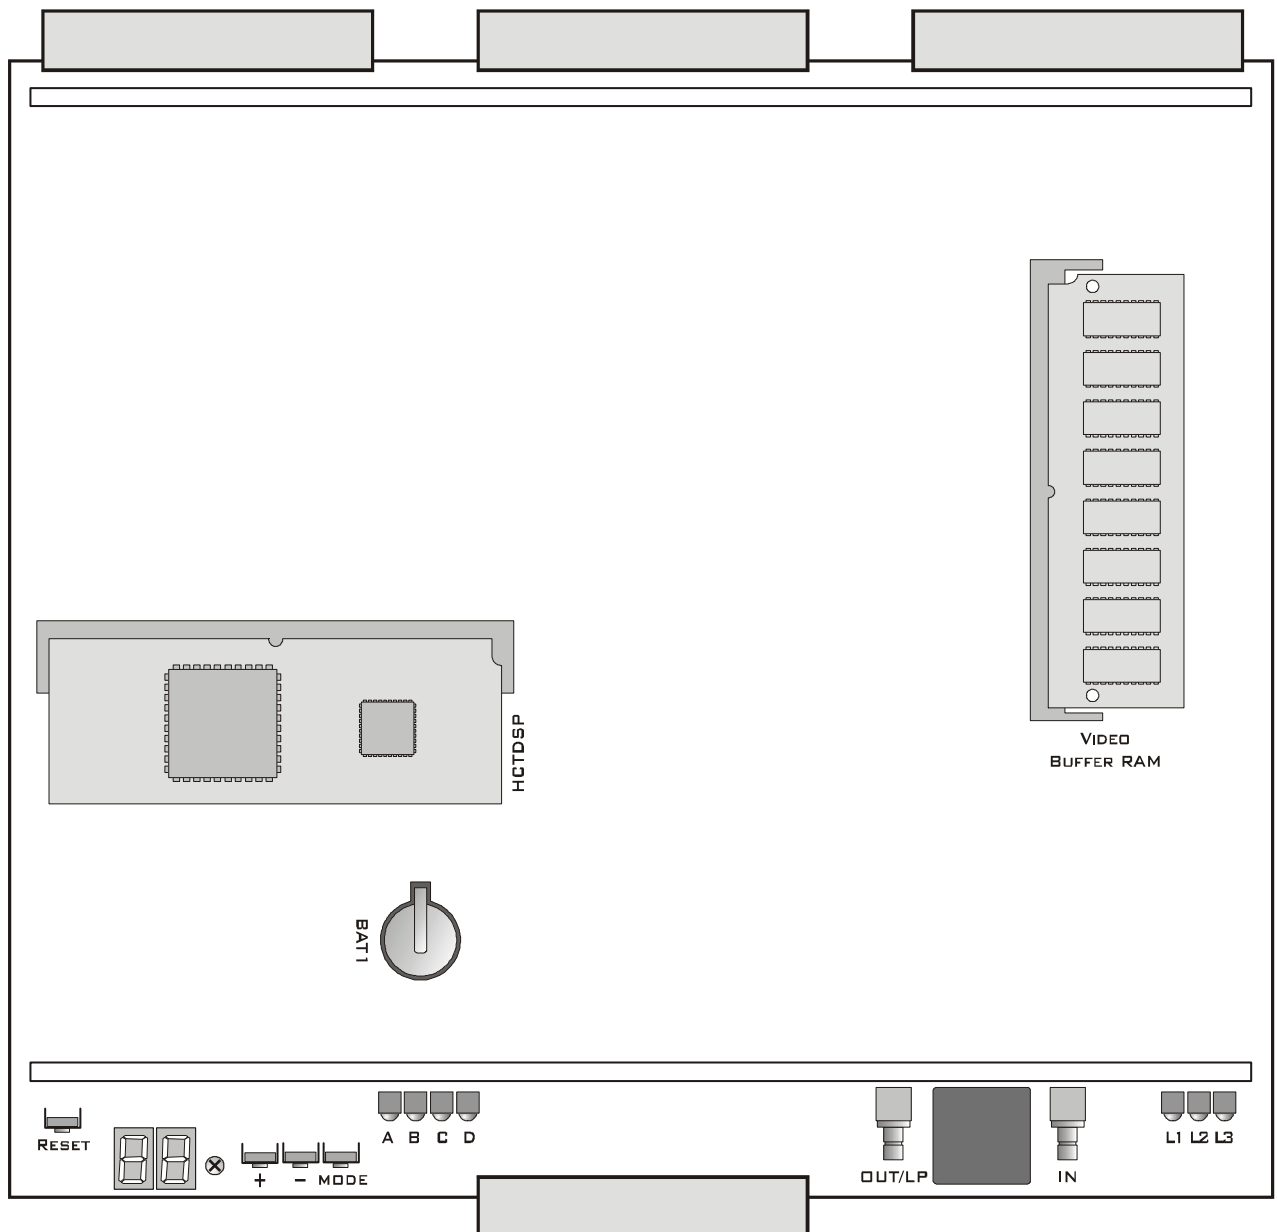 VIDEO
BUFFER RAM
HCTDSP
BAT1
A B C D
L1 L2 L3
RESET
+ - MODE
OUT/LP
IN